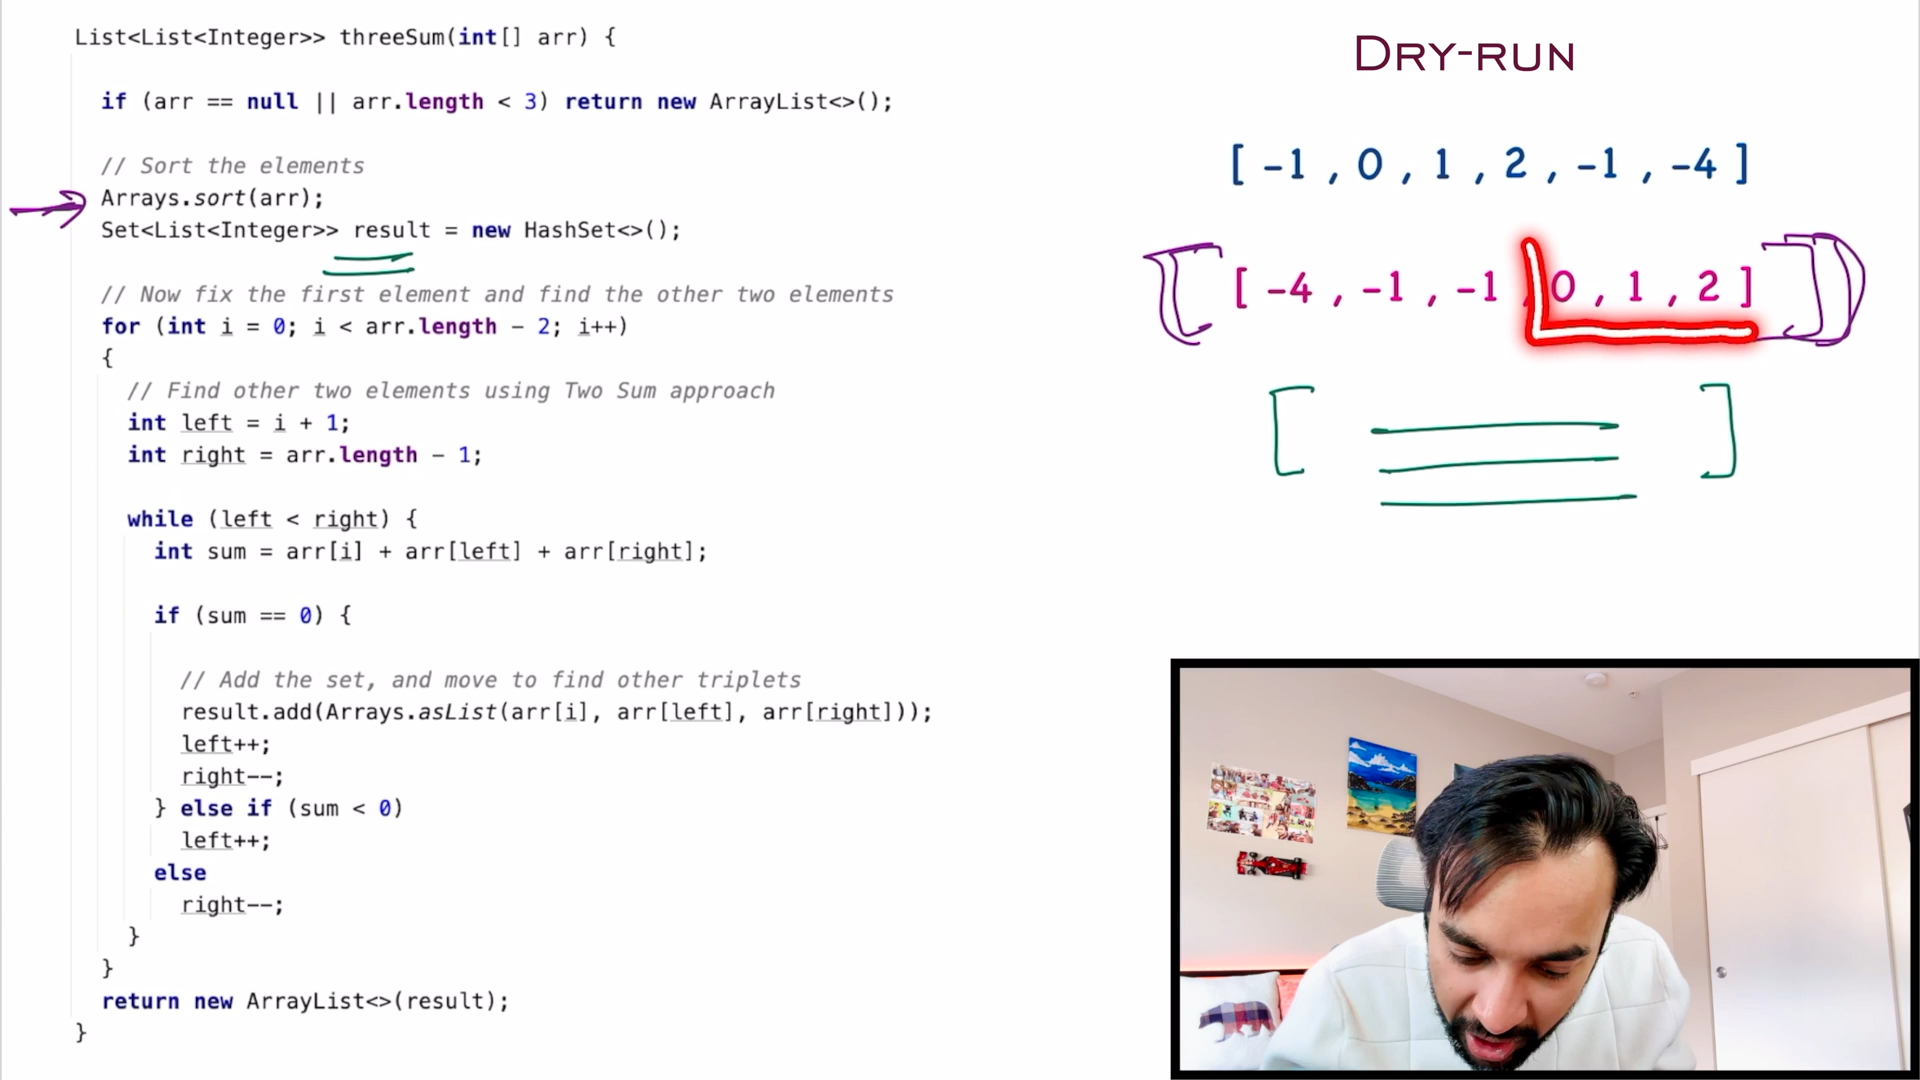 List<List<Integer>> threeSum(int[] arr) {
if (arr == null || arr.length < 3) return new ArrayList<>();
// Sort the elements
Arrays.sort(arr);
Set<List<Integer>> result = new HashSet<>();
// Now fix the first element and find the other two elements
for (int i = 0; i < arr.length - 2; i++)
{
// Find other two elements using Two Sum approach
int left = i + 1;
int right = arr.length - 1;
while (left < right) {
int sum = arr[i] + arr[left] + arr[right];
if (sum == 0) {
// Add the set, and move to find other triplets
result.add(Arrays.asList(arr[i], arr[left], arr[right]));
left++;
right--;
} else if (sum < 0)
left++;
else
right--;
}
}
return new ArrayList<>(result);
}
DRY-RUN
[ -1 , 0 , 1 , 2 , -1 , -4 ]
[ -4 , -1 , -1 , 0 , 1 , 2 ]